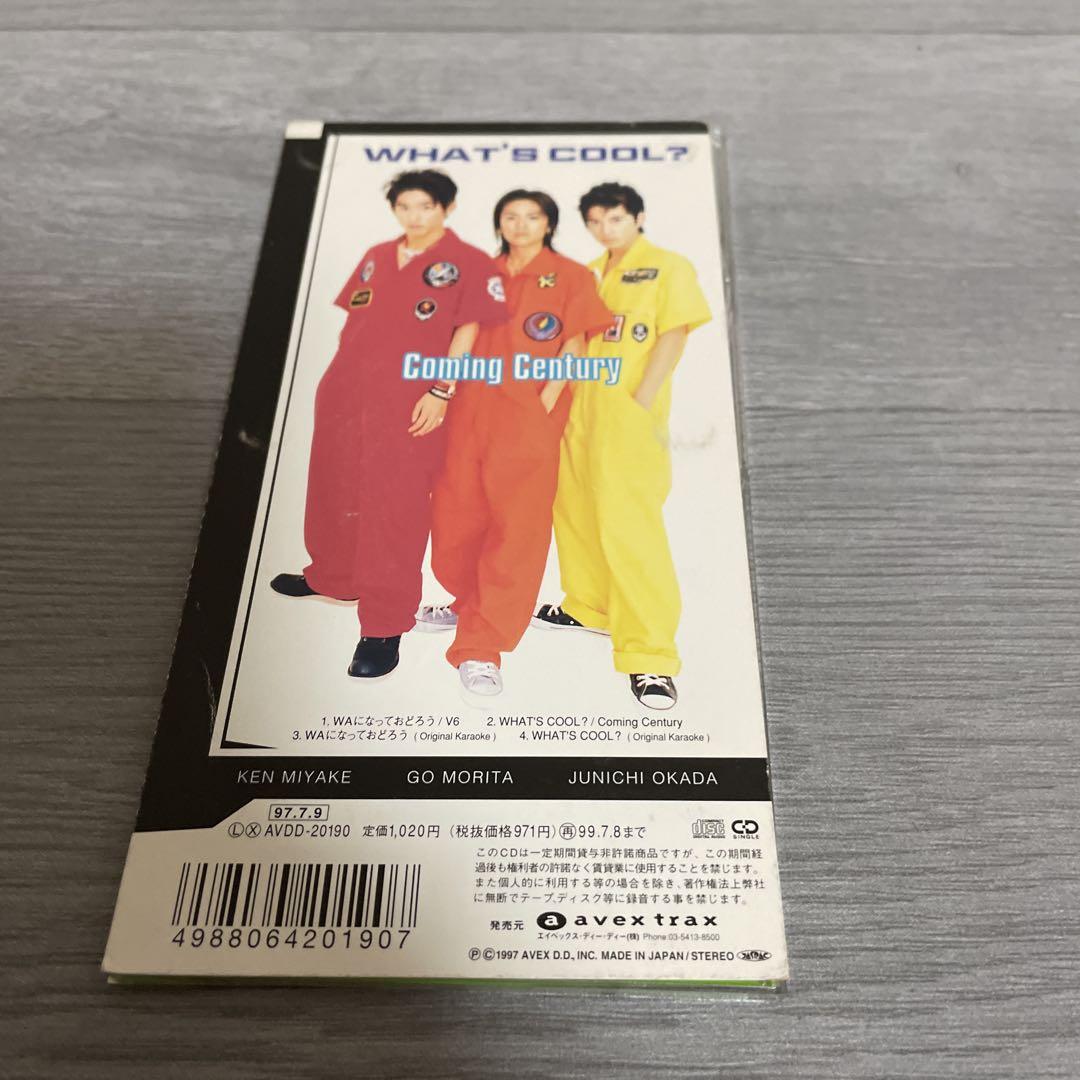 WHAT'S COOL?
Coming Century
1. WAになっておどろう / V6 2. WHAT'S COOL? / Coming Century
3. WAになっておどろう ( Original Karaoke ) 4. WHAT'S COOL? ( Original Karaoke )
KEN MIYAKE GO MORITA JUNICHI OKADA
97.7.9
Ⓛ Ⓧ AVDD-20190 定価1,020円 (税抜価格971円) 再 99.7.8まで
COMPACT disc DIGITAL AUDIO CD SINGLE
このCDは一定期間貸与非許諾商品ですが、この期間経
過後も権利者の許諾なく賃貸業に使用することを禁じます。
また個人的に利用する等の場合を除き、著作権法上弊社
に無断でテープ、ディスク等に録音する事を禁じます。
発売元 a avex trax
エイベックス・ディー・ディー(株) Phone:03-5413-8500
4988064201907
Ⓟ Ⓒ 1997 AVEX D.D., INC. MADE IN JAPAN / STEREO